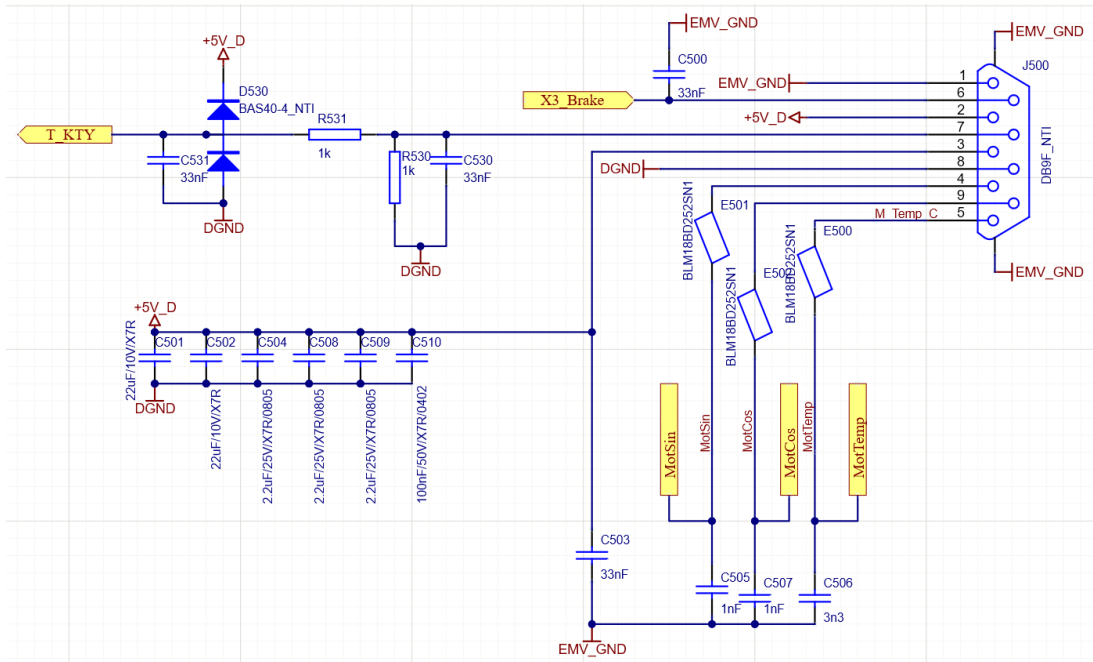 EMV_GND
EMV_GND
+5V_D
C500
J500
D530
BAS40-4_NTI
EMV_GND
1
33nF
X3_Brake
6
+5V_D
2
R531
T_KTY
7
1k
C531
R530
C530
3
33nF
1k
33nF
DGND
8
DB9F_NTI
4
E501
9
DGND
M_Temp_C
5
BLM18BD252SN1
E500
DGND
EMV_GND
BLM18BD252SN1
BLM18BD252SN1
+5V_D
C501
C502
C504
C508
C509
C510
22uF/10V/X7R
DGND
22uF/10V/X7R
2.2uF/25V/X7R/0805
2.2uF/25V/X7R/0805
2.2uF/25V/X7R/0805
100nF/50V/X7R/0402
MotSin
MotSin
MotCos
MotCos
MotTemp
MotTemp
C503
33nF
C505
1nF
C507
1nF
C506
3n3
EMV_GND